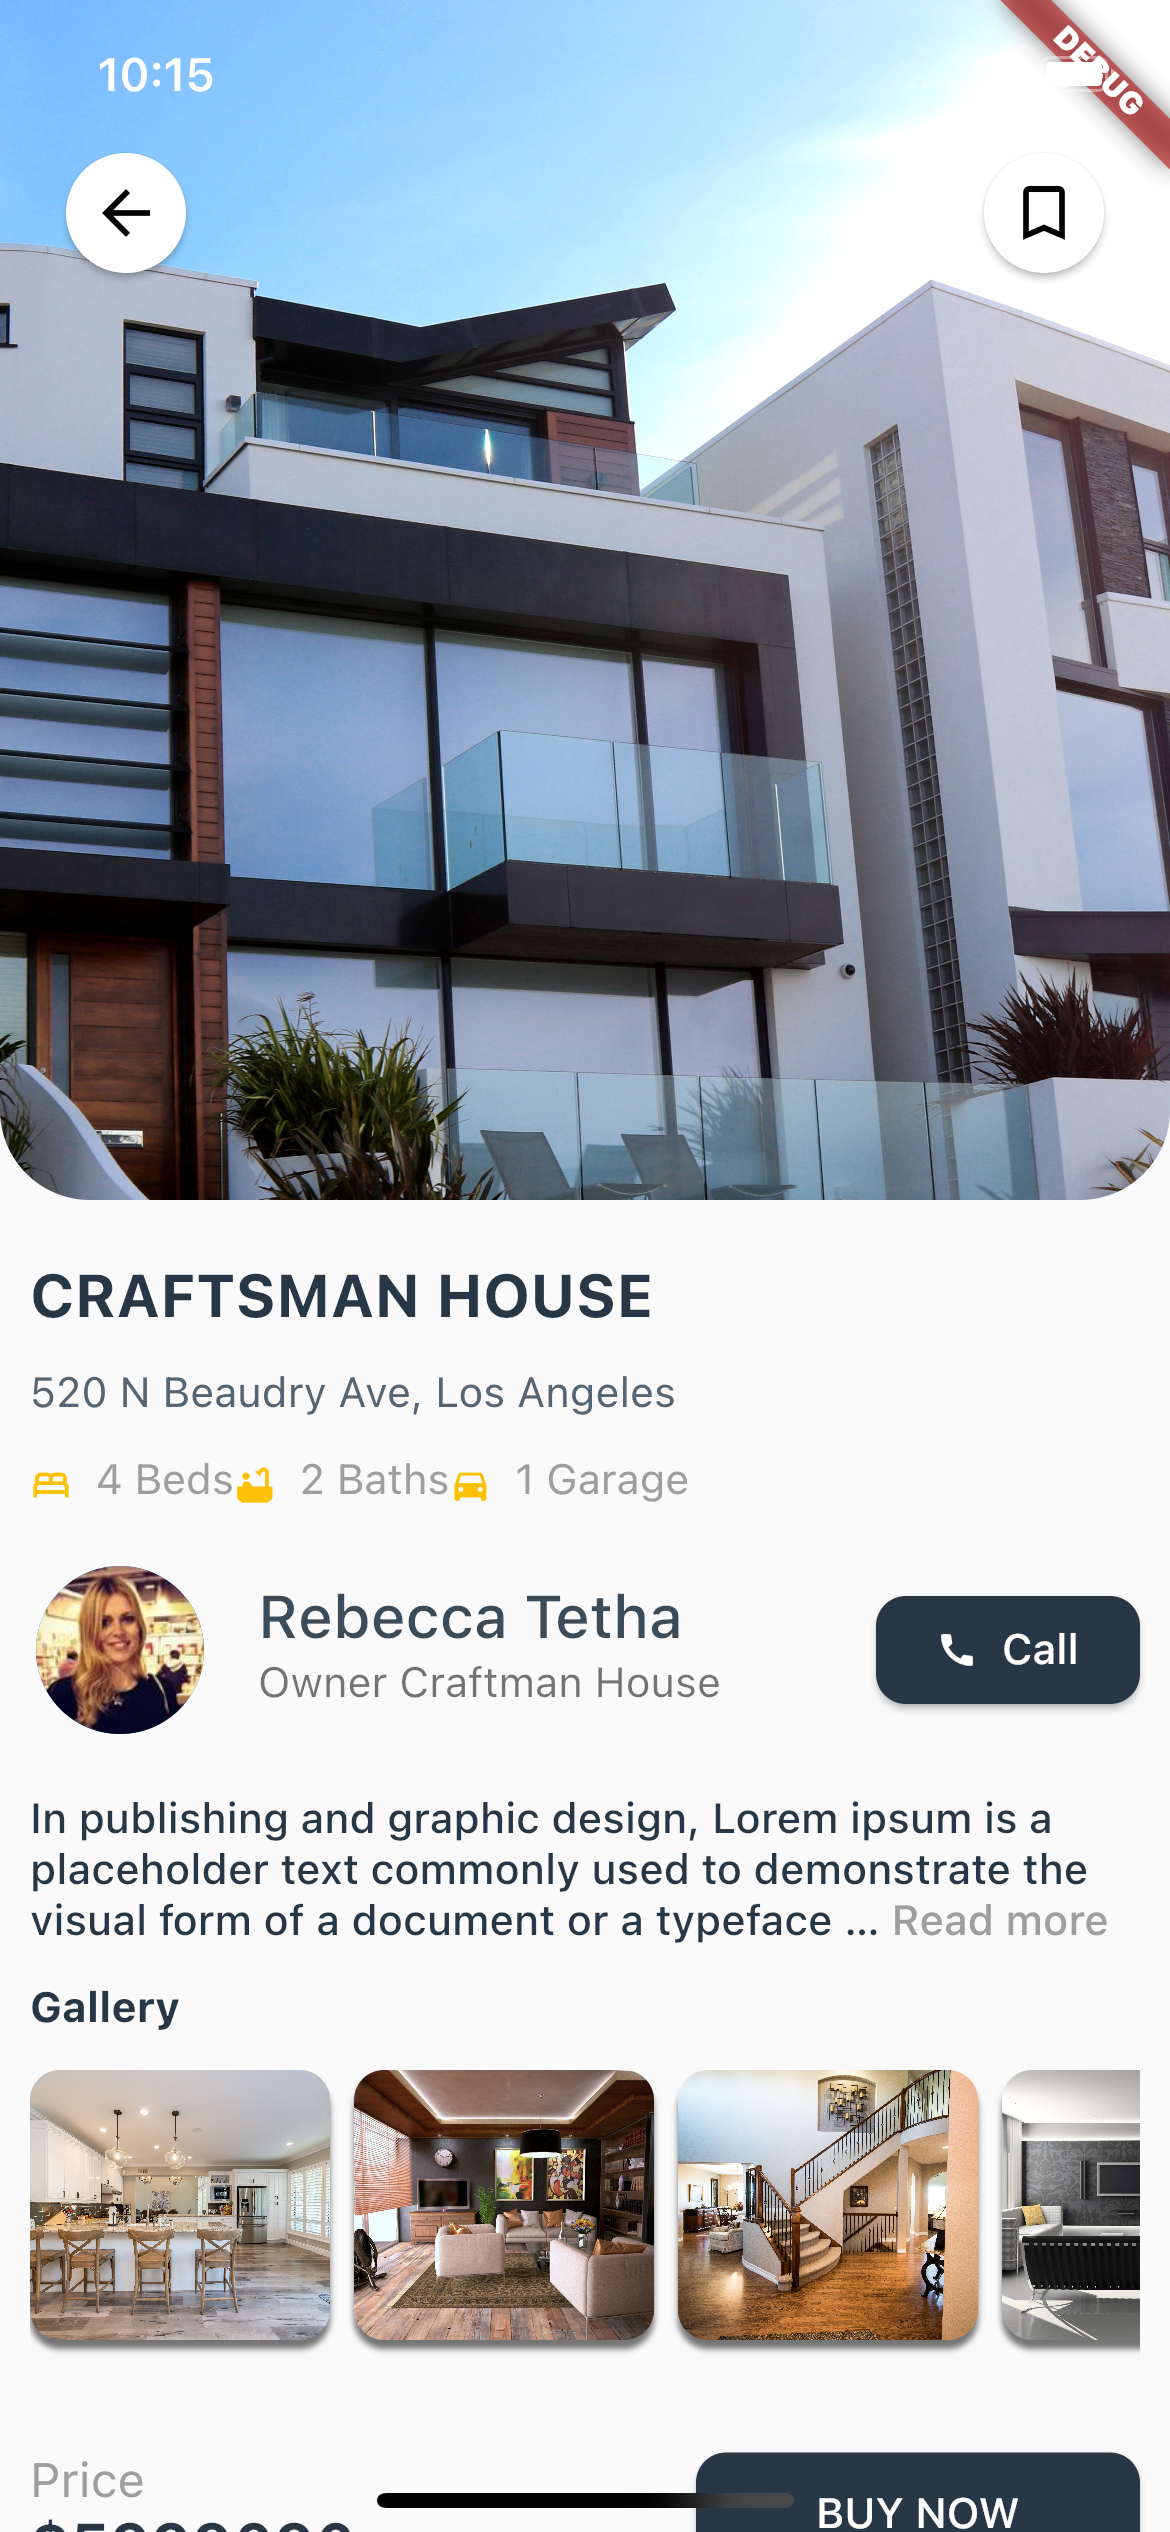 10:15
DEBUG
CRAFTSMAN HOUSE
520 N Beaudry Ave, Los Angeles
4 Beds 2 Baths 1 Garage
Rebecca Tetha
Owner Craftman House
Call
In publishing and graphic design, Lorem ipsum is a
placeholder text commonly used to demonstrate the
visual form of a document or a typeface ... Read more
Gallery
Price
BUY NOW